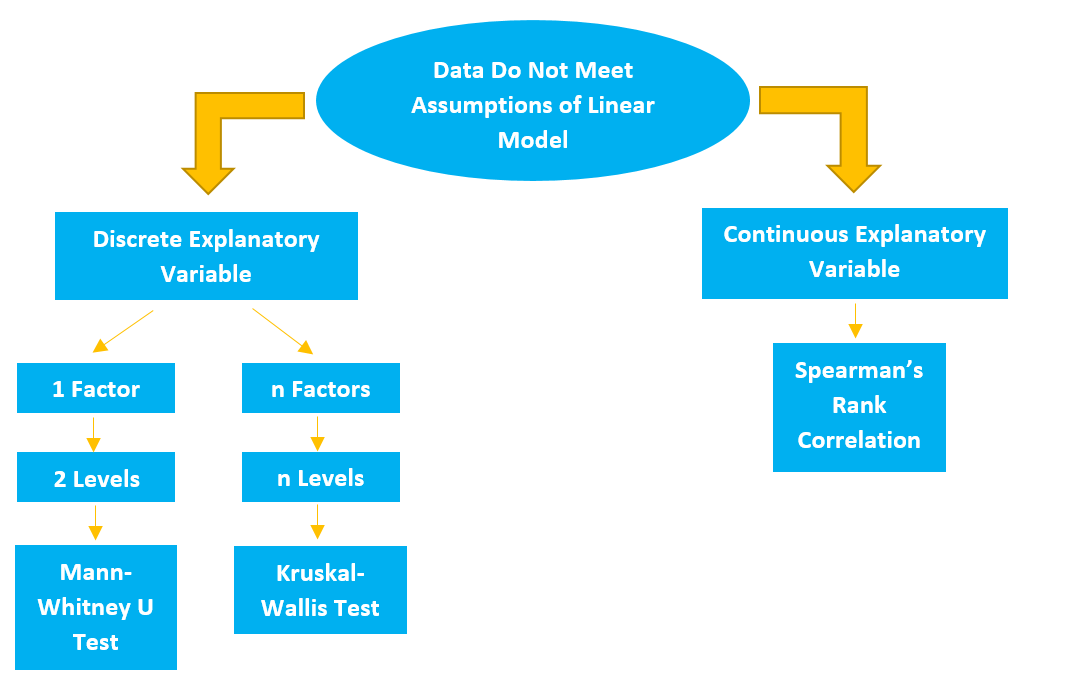 Data Do Not Meet
Assumptions of Linear
Model
Discrete Explanatory
Variable
Continuous Explanatory
Variable
1 Factor
n Factors
Spearman’s
Rank
Correlation
2 Levels
n Levels
Mann-
Whitney U
Test
Kruskal-
Wallis Test